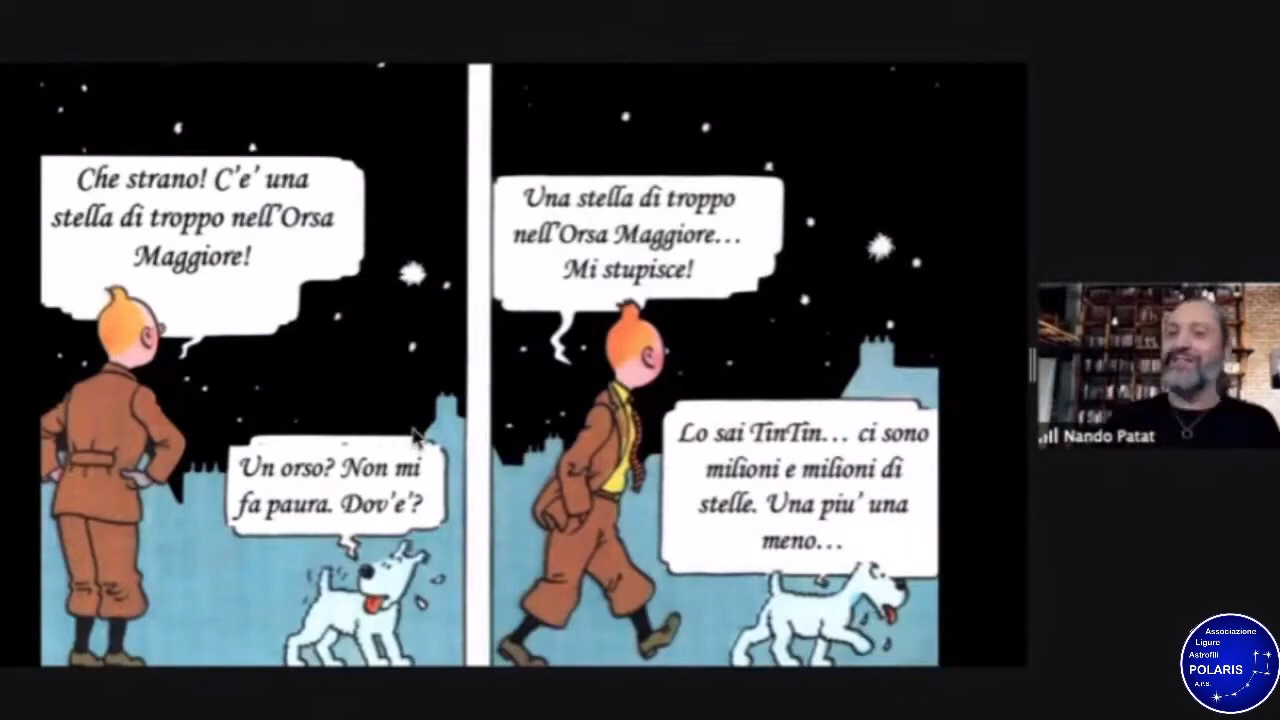 Che strano! C'e' una
stella di troppo nell'Orsa
Maggiore!
Un orso? Non mi
fa paura. Dov'e'?
Una stella di troppo
nell'Orsa Maggiore...
Mi stupisce!
Lo sai TinTin... ci sono
milioni e milioni di
stelle. Una piu' una
meno...
Nando Patat
Associazione
Ligure
Astrofili
POLARIS
A.P.S.